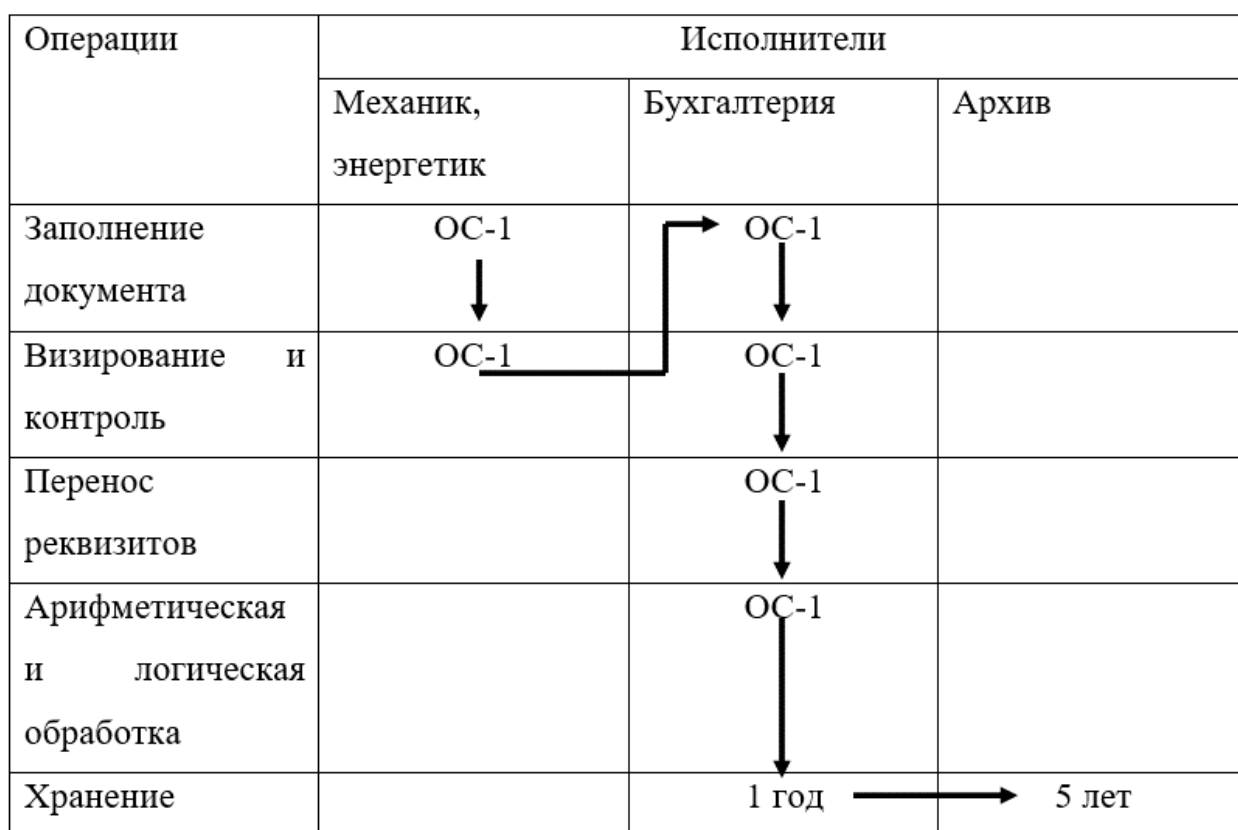 Операции
Исполнители
Механик,
энергетик
Бухгалтерия
Архив
Заполнение
документа
ОС-1
ОС-1
Визирование и
контроль
ОС-1
ОС-1
Перенос
реквизитов
ОС-1
Арифметическая
и логическая
обработка
ОС-1
Хранение
1 год
5 лет